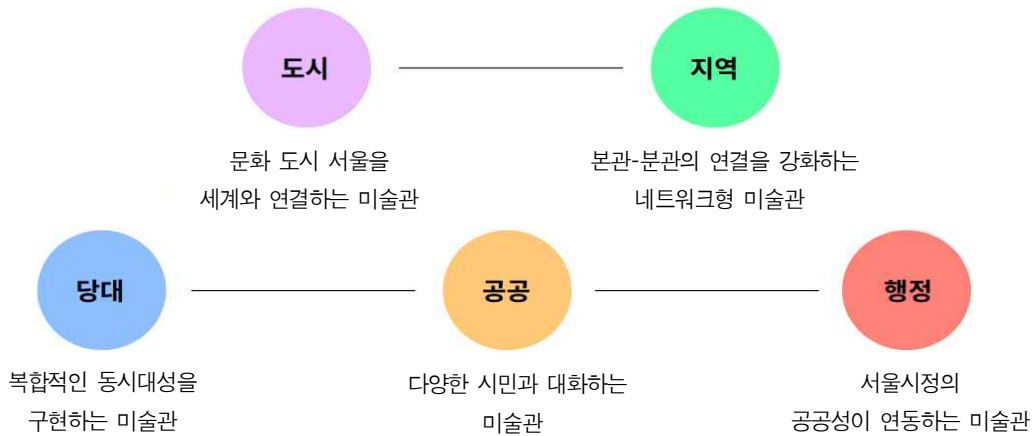 도시
지역
문화 도시 서울을
세계와 연결하는 미술관
본관-분관의 연결을 강화하는
네트워크형 미술관
당대
공공
행정
복합적인 동시대성을
구현하는 미술관
다양한 시민과 대화하는
미술관
서울시정의
공공성이 연동하는 미술관